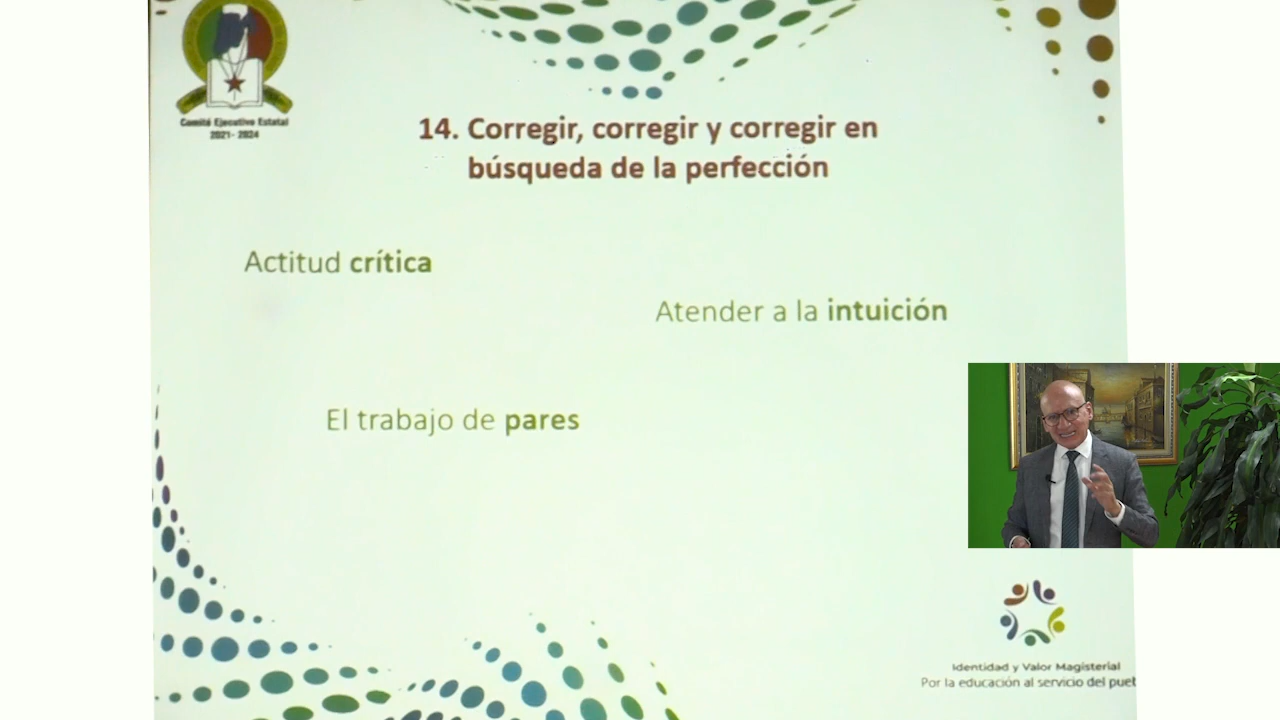 Comité Ejecutivo Estatal
2021- 2024
14. Corregir, corregir y corregir en
búsqueda de la perfección
Actitud crítica
Atender a la intuición
El trabajo de pares
Identidad y Valor Magisterial
Por la educación al servicio del puebl